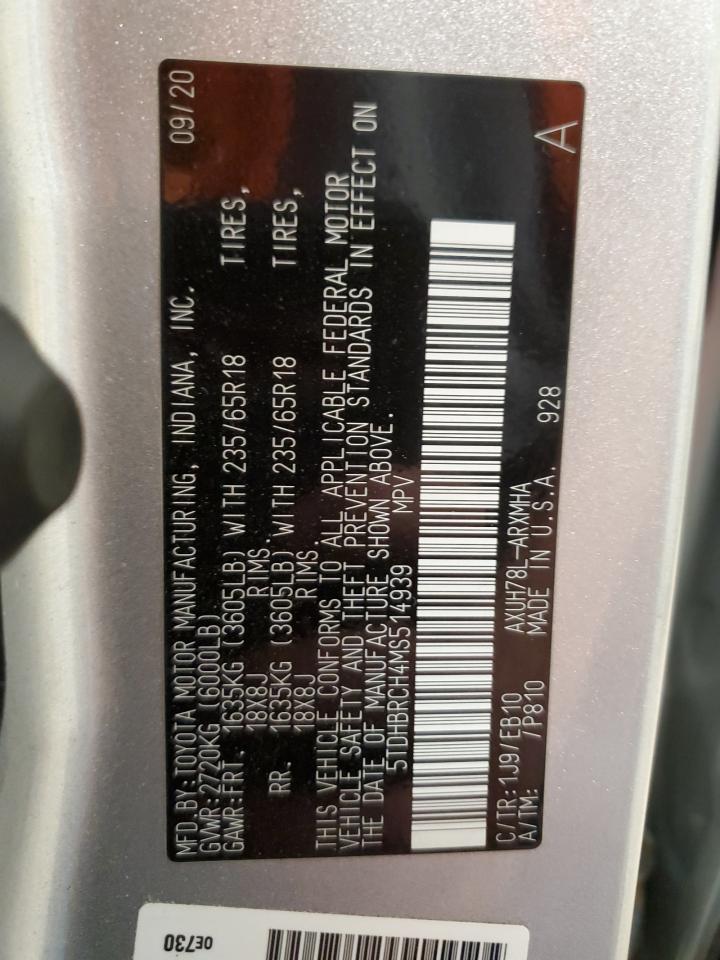 MFD.BY:TOYOTA MOTOR MANUFACTURING, INDIANA, INC. 09/20
GVWR:2720KG (6000LB)
GAWR:FRT. 1635KG (3605LB) WITH 235/65R18 TIRES,
18X8J RIMS.
RR. 1635KG (3605LB) WITH 235/65R18 TIRES,
18X8J RIMS
THIS VEHICLE CONFORMS TO ALL APPLICABLE FEDERAL MOTOR
VEHICLE SAFETY AND THEFT PREVENTION STANDARDS IN EFFECT ON
THE DATE OF MANUFACTURE SHOWN ABOVE.
5TDHBRCH4MS514939 MPV
C/TR:1J9/EB10 AXUH78L-ARXMHA
A/TM: /P810 MADE IN U.S.A. 928
A
0E730